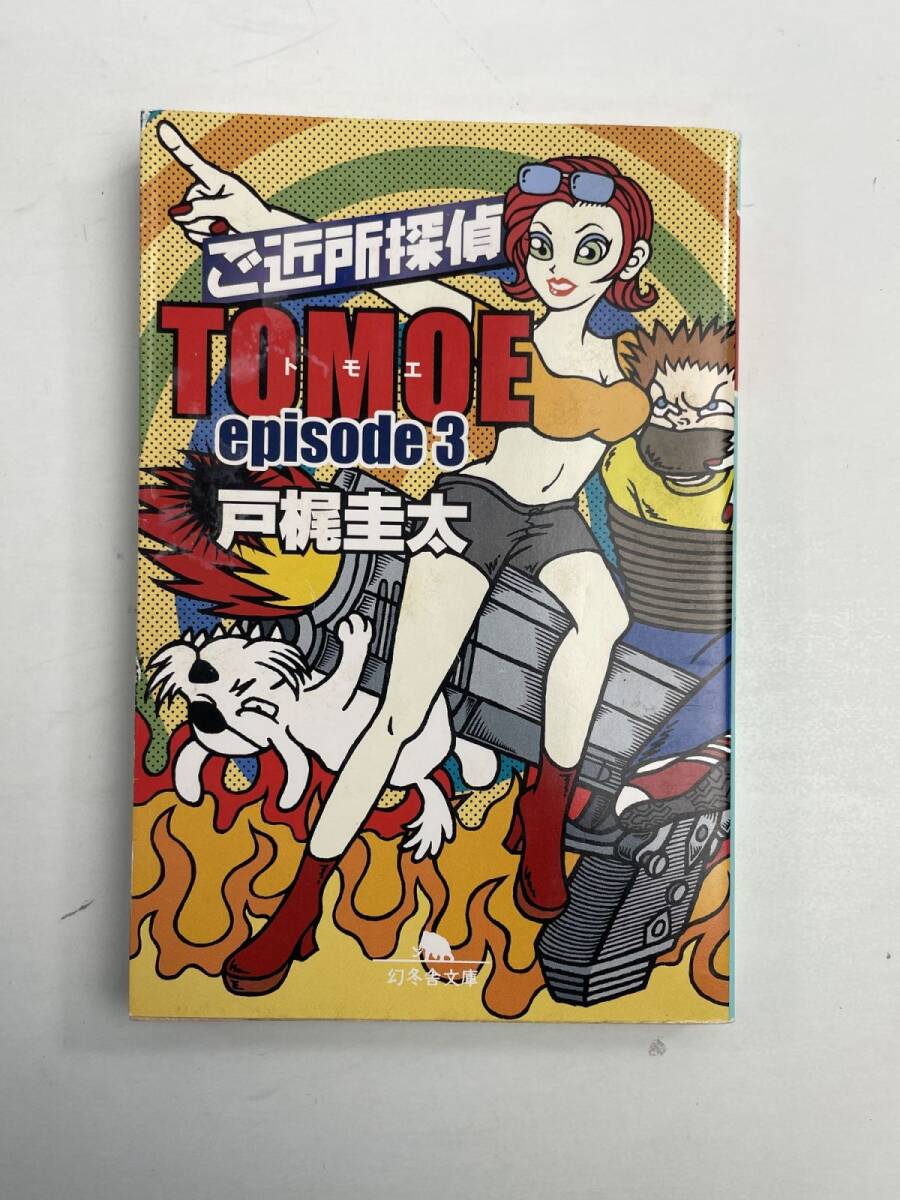 ご近所探偵
TOMOE
トモエ
episode 3
戸梶圭太
幻冬舎文庫